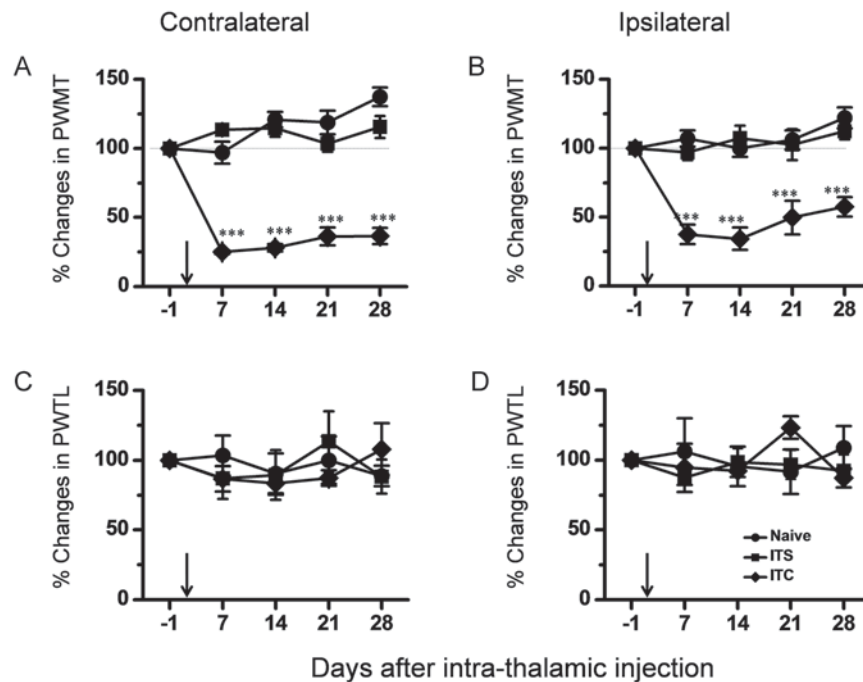 Contralateral
Ipsilateral
A
% Changes in PWMT
150
100
50
0
***
***
***
***
-1 7 14 21 28
B
% Changes in PWMT
150
100
50
0
***
***
***
***
-1 7 14 21 28
C
% Changes in PWTL
150
100
50
0
-1 7 14 21 28
D
% Changes in PWTL
150
100
50
0
Naive
ITS
ITC
-1 7 14 21 28
Days after intra-thalamic injection